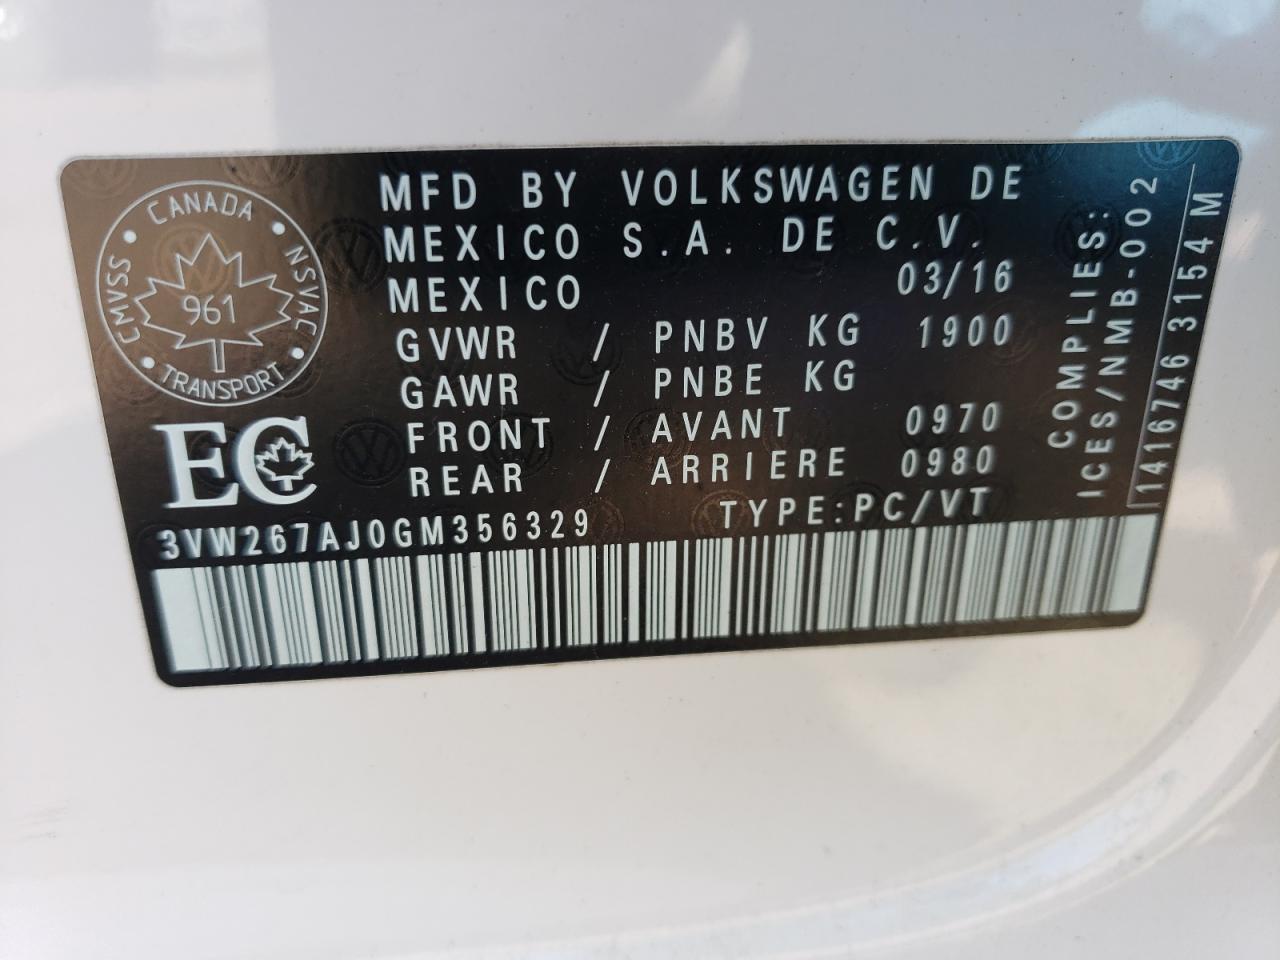 CANADA
CMVSS
NSVAC
961
TRANSPORT
EC
MFD BY VOLKSWAGEN DE
MEXICO S.A. DE C.V.
MEXICO 03/16
GVWR / PNBV KG 1900
GAWR / PNBE KG
FRONT / AVANT 0970
REAR / ARRIERE 0980
3VW267AJ0GM356329 TYPE:PC/VT
COMPLIES:
ICES/NMB-002
1416746 3154 M